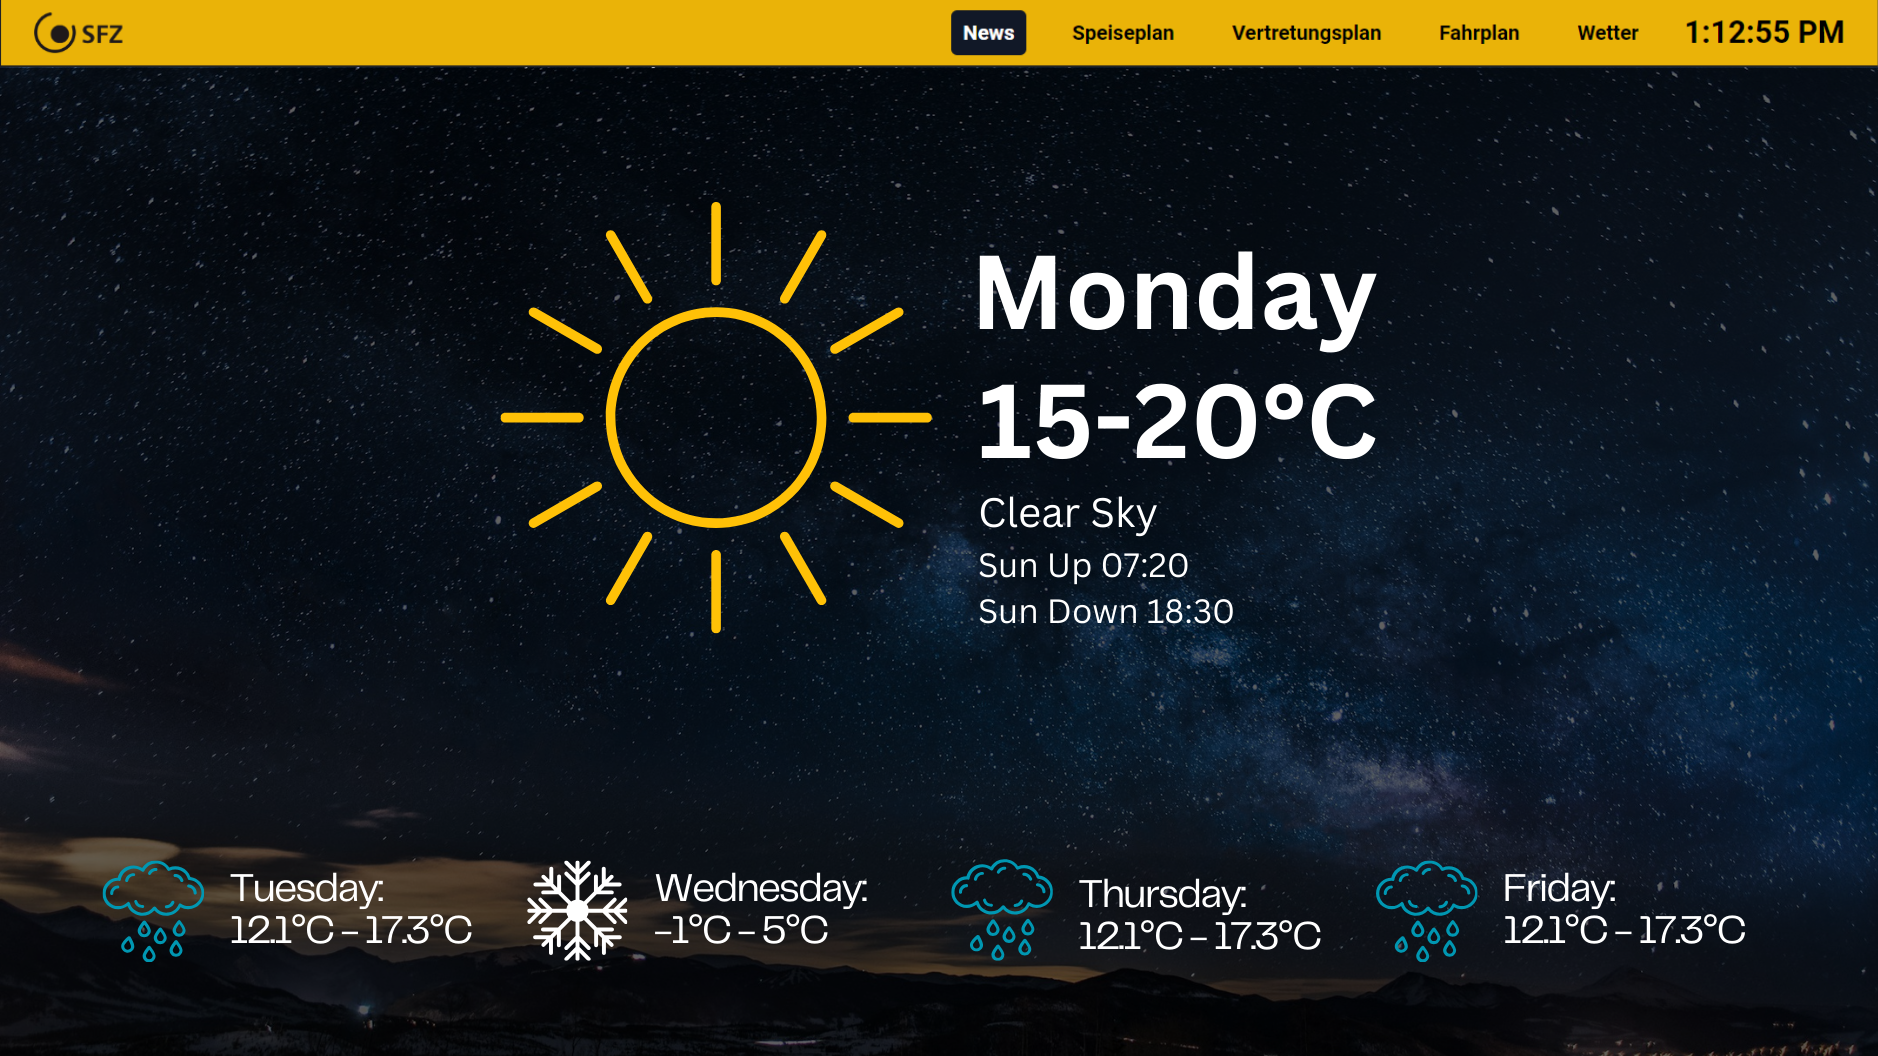 SFZ
News Speiseplan Vertretungsplan Fahrplan Wetter 1:12:55 PM
Monday
15-20°C
Clear Sky
Sun Up 07:20
Sun Down 18:30
Tuesday:
12.1°C - 17.3°C
Wednesday:
-1°C - 5°C
Thursday:
12.1°C - 17.3°C
Friday:
12.1°C - 17.3°C